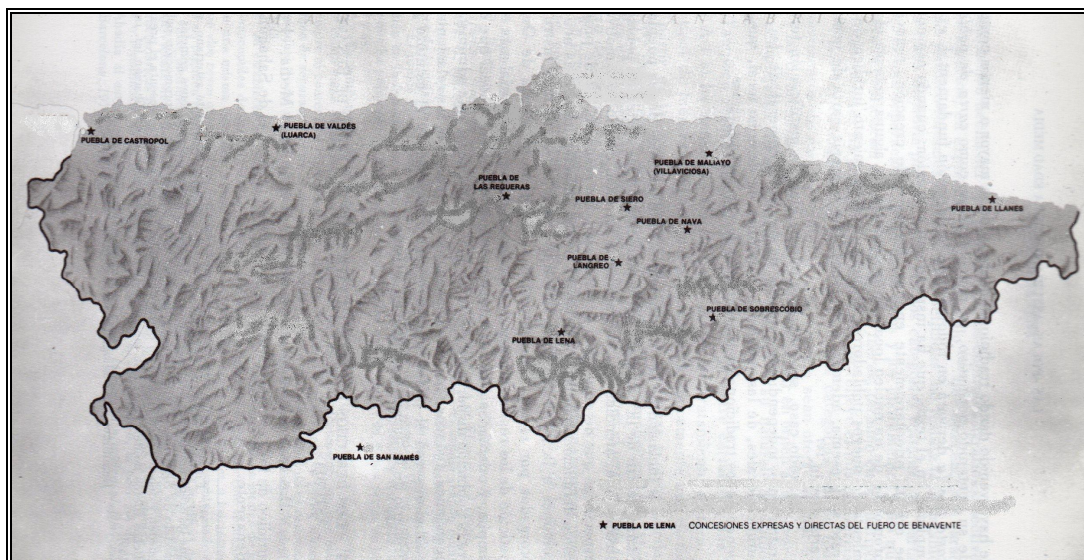 MAR CANTÁBRICO
PUEBLA DE CASTROPOL
PUEBLA DE VALDÉS
(LUARCA)
PUEBLA DE MALIAYO
(VILLAVICIOSA)
PUEBLA DE
LAS REGUERAS
PUEBLA DE SIERO
PUEBLA DE LLANES
PUEBLA DE NAVA
PUEBLA DE
LANGREO
PUEBLA DE SOBRESCOBIO
PUEBLA DE LENA
PUEBLA DE SAN MAMÉS
PUEBLA DE LENA CONCESIONES EXPRESAS Y DIRECTAS DEL FUERO DE BENAVENTE